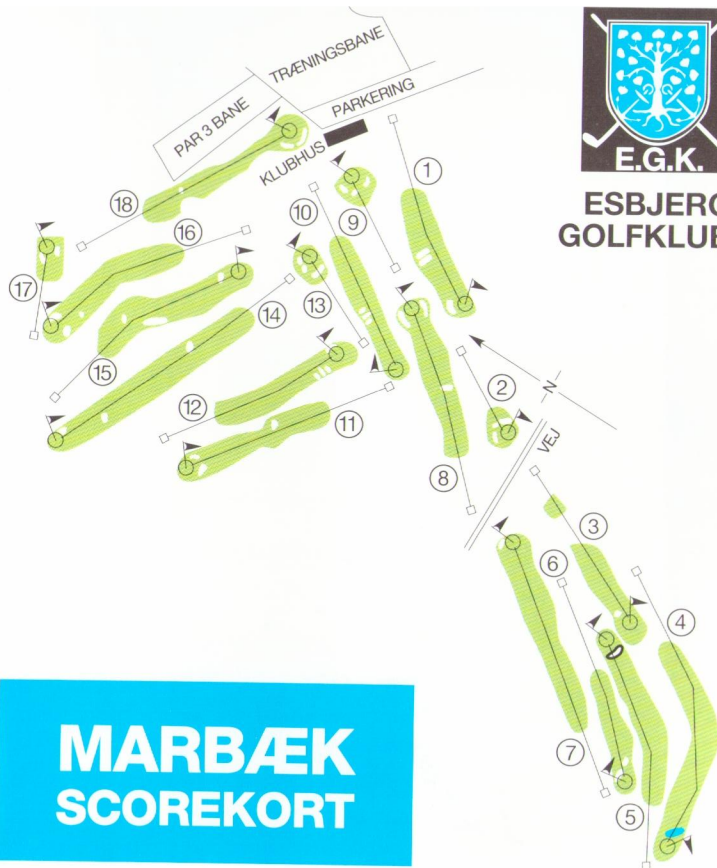 TRÆNINGSBANE
PAR 3 BANE
PARKERING
KLUBHUS
E.G.K.
ESBJERG
GOLFKLUB
18
10
9
1
16
17
13
14
15
2
-N-
12
11
VEJ
8
3
6
4
7
5
MARBÆK
SCOREKORT